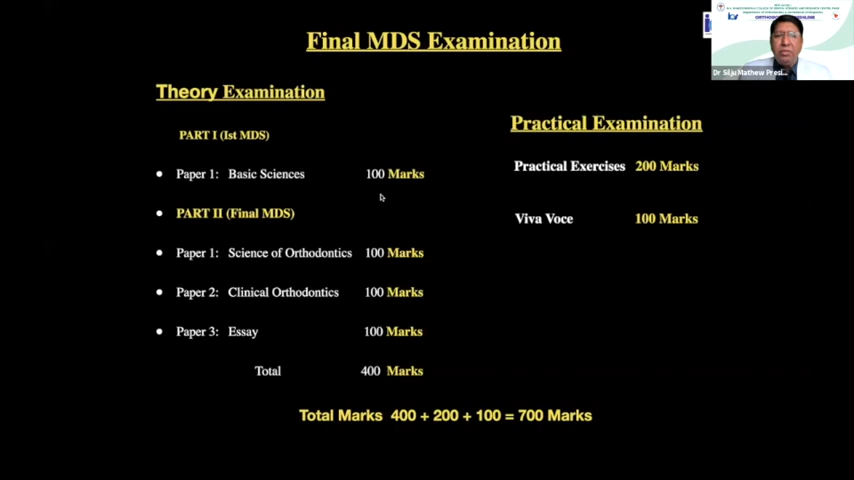 Final MDS Examination
Theory Examination
PART I (Ist MDS)
Paper 1: Basic Sciences 100 Marks
PART II (Final MDS)
Paper 1: Science of Orthodontics 100 Marks
Paper 2: Clinical Orthodontics 100 Marks
Paper 3: Essay 100 Marks
Total 400 Marks
Practical Examination
Practical Exercises 200 Marks
Viva Voce 100 Marks
Total Marks 400 + 200 + 100 = 700 Marks
Dr Silju Mathew Presi...